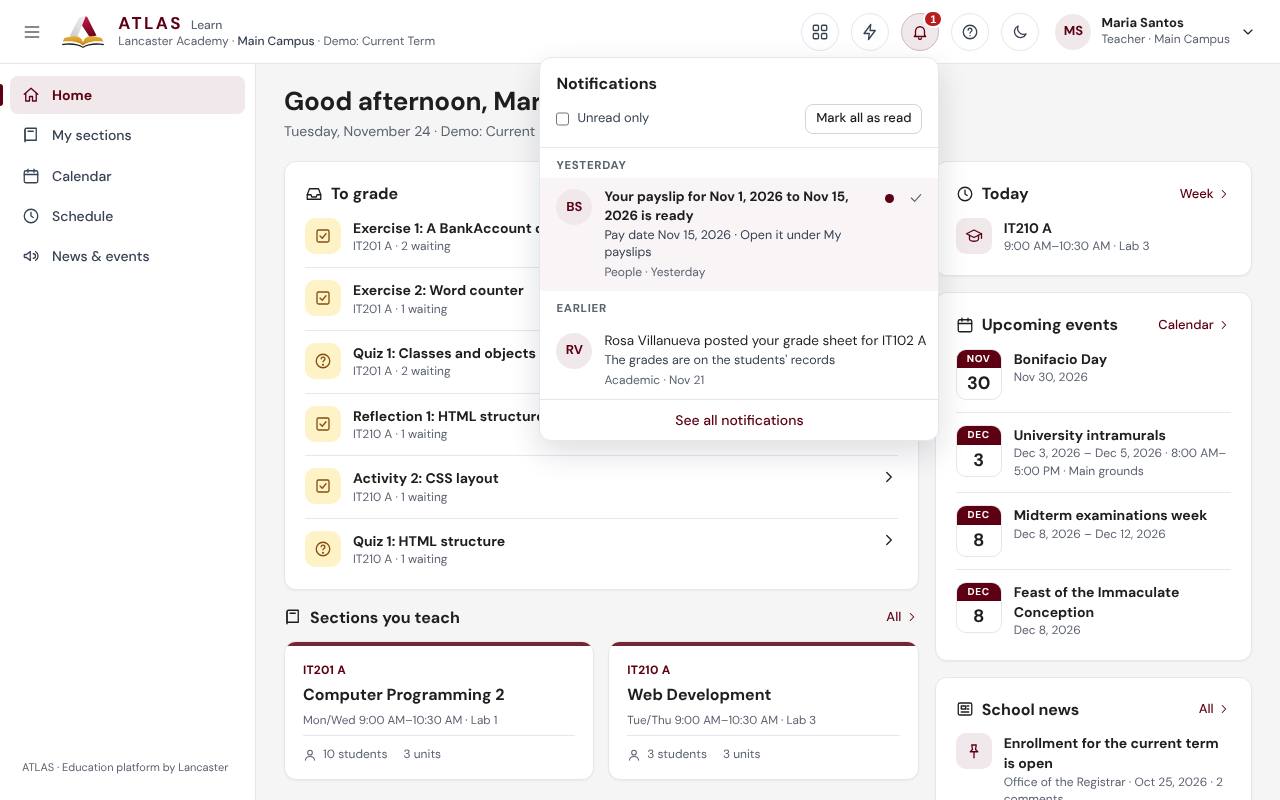 ATLAS Learn
Lancaster Academy · Main Campus · Demo: Current Term
1
MS
Maria Santos
Teacher · Main Campus
Home
My sections
Calendar
Schedule
News & events
ATLAS · Education platform by Lancaster
Good afternoon, Mar
Tuesday, November 24 · Demo: Current
Notifications
Unread only
Mark all as read
YESTERDAY
BS
Your payslip for Nov 1, 2026 to Nov 15,
2026 is ready
Pay date Nov 15, 2026 · Open it under My
payslips
People · Yesterday
EARLIER
RV
Rosa Villanueva posted your grade sheet for IT102 A
The grades are on the students' records
Academic · Nov 21
See all notifications
To grade
Exercise 1: A BankAccount
IT201 A · 2 waiting
Exercise 2: Word counter
IT201 A · 1 waiting
Quiz 1: Classes and objects
IT201 A · 2 waiting
Reflection 1: HTML structure
IT210 A · 1 waiting
Activity 2: CSS layout
IT210 A · 1 waiting
Quiz 1: HTML structure
IT210 A · 1 waiting
Sections you teach
All
IT201 A
Computer Programming 2
Mon/Wed 9:00 AM–10:30 AM · Lab 1
10 students 3 units
IT210 A
Web Development
Tue/Thu 9:00 AM–10:30 AM · Lab 3
3 students 3 units
Today
Week
IT210 A
9:00 AM–10:30 AM · Lab 3
Upcoming events
Calendar
NOV
30
Bonifacio Day
Nov 30, 2026
DEC
3
University intramurals
Dec 3, 2026 – Dec 5, 2026 · 8:00 AM–
5:00 PM · Main grounds
DEC
8
Midterm examinations week
Dec 8, 2026 – Dec 12, 2026
DEC
8
Feast of the Immaculate
Conception
Dec 8, 2026
School news
All
Enrollment for the current term
is open
Office of the Registrar · Oct 25, 2026 · 2
comments